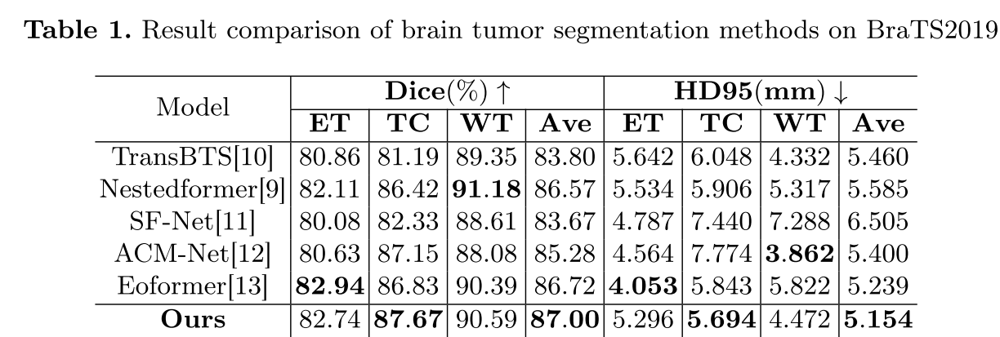 Table 1. Result comparison of brain tumor segmentation methods on BraTS2019
Model Dice(%) ↑ HD95(mm) ↓
ET TC WT Ave ET TC WT Ave
TransBTS[10] 80.86 81.19 89.35 83.80 5.642 6.048 4.332 5.460
Nestedformer[9] 82.11 86.42 91.18 86.57 5.534 5.906 5.317 5.585
SF-Net[11] 80.08 82.33 88.61 83.67 4.787 7.440 7.288 6.505
ACM-Net[12] 80.63 87.15 88.08 85.28 4.564 7.774 3.862 5.400
Eoformer[13] 82.94 86.83 90.39 86.72 4.053 5.843 5.822 5.239
Ours 82.74 87.67 90.59 87.00 5.296 5.694 4.472 5.154